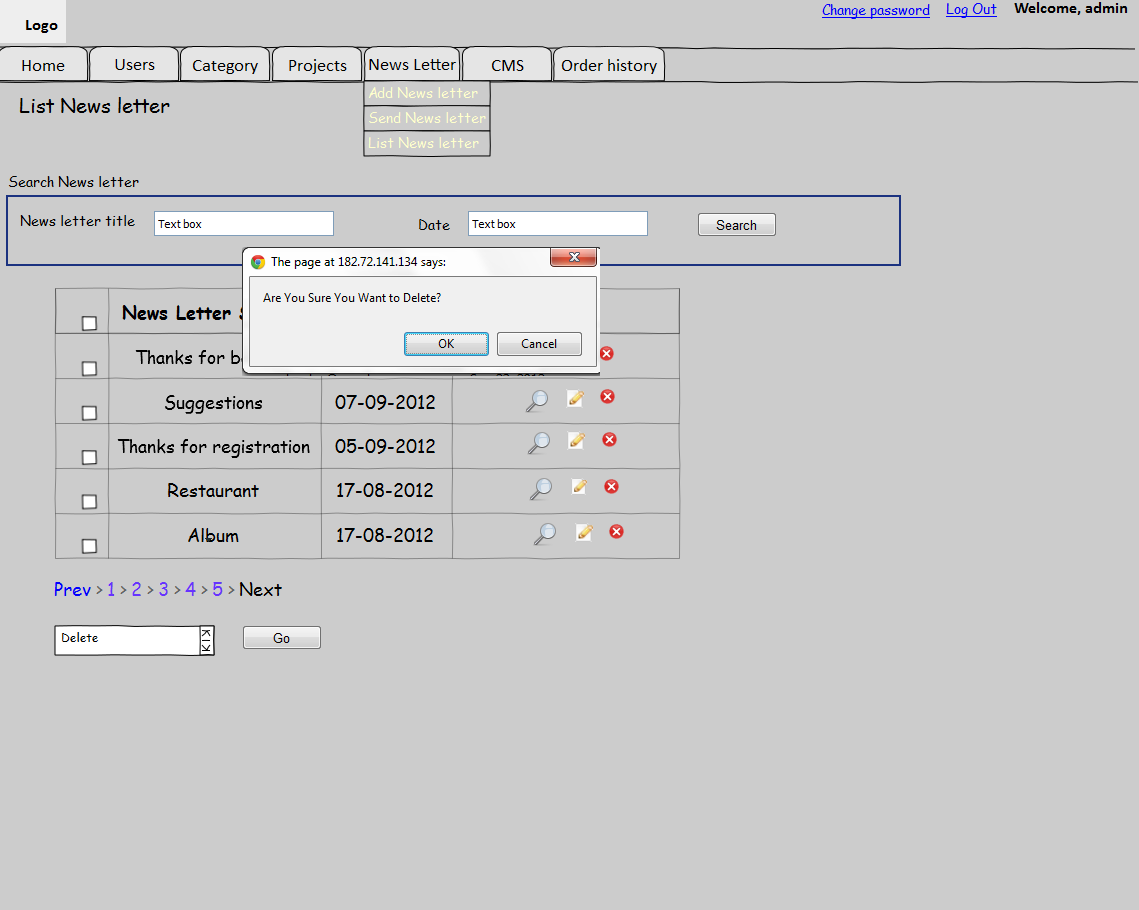 Logo
Change password Log Out Welcome, admin
Home Users Category Projects News Letter CMS Order history
Add News letter
Send News letter
List News letter
List News letter
Search News letter
News letter title Text box Date Text box Search
The page at 182.72.141.134 says:
Are You Sure You Want to Delete?
OK Cancel
News Letter
Thanks for
Suggestions 07-09-2012
Thanks for registration 05-09-2012
Restaurant 17-08-2012
Album 17-08-2012
Prev > 1 > 2 > 3 > 4 > 5 > Next
Delete Go